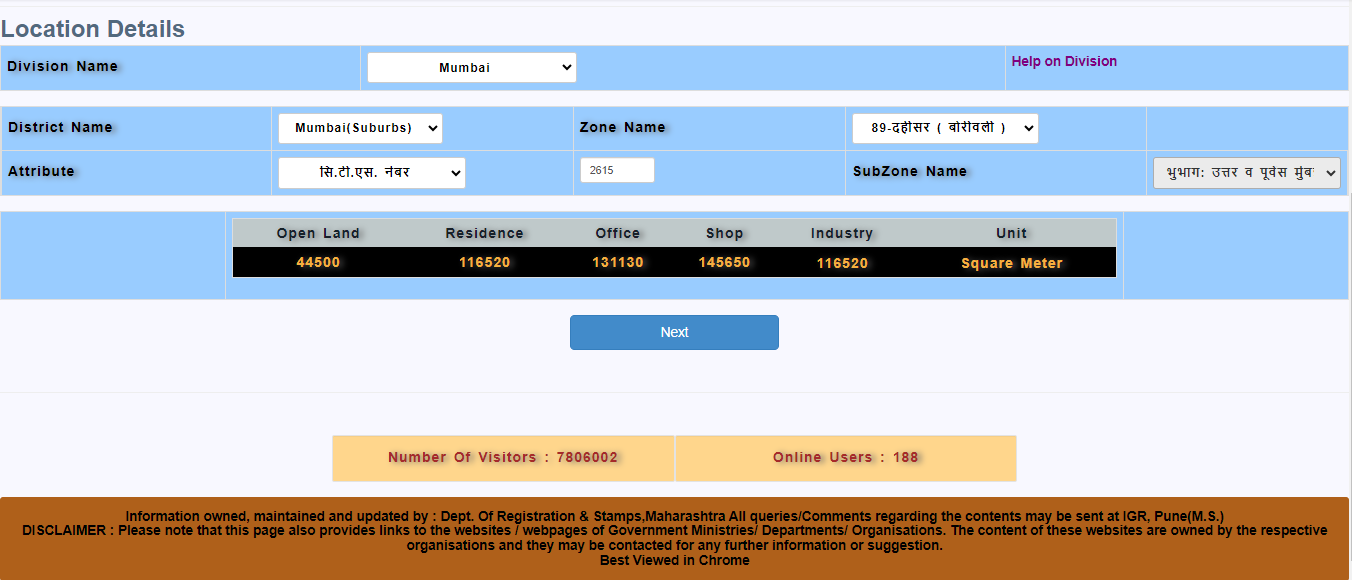 Location Details
Division Name Mumbai Help on Division
District Name Mumbai(Suburbs) Zone Name 89-दहीसर ( बोरीवली )
Attribute सि.टी.एस. नंबर 2615 SubZone Name भुभाग: उत्तर व पूर्वेस मुंब
Open Land Residence Office Shop Industry Unit
44500 116520 131130 145650 116520 Square Meter
Next
Number Of Visitors : 7806002 Online Users : 188
Information owned, maintained and updated by : Dept. Of Registration & Stamps,Maharashtra All queries/Comments regarding the contents may be sent at IGR, Pune(M.S.)
DISCLAIMER : Please note that this page also provides links to the websites / webpages of Government Ministries/ Departments/ Organisations. The content of these websites are owned by the respective
organisations and they may be contacted for any further information or suggestion.
Best Viewed in Chrome